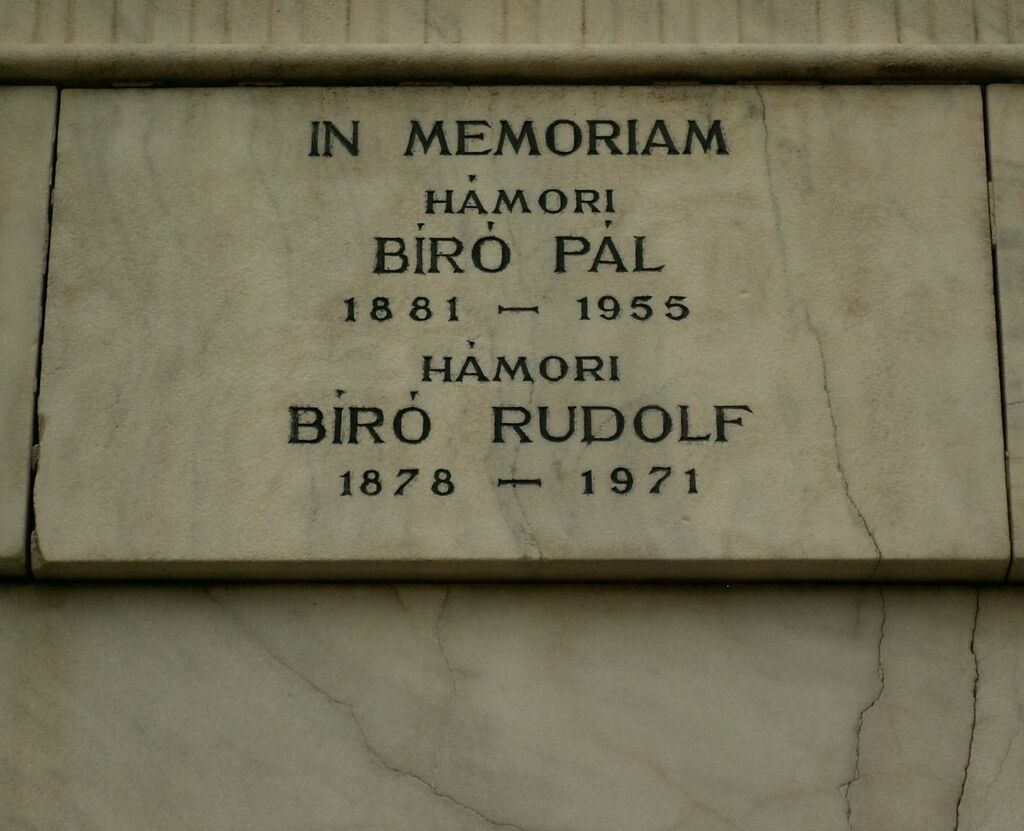 IN MEMORIAM
HÁMORI
BÍRÓ PÁL
1881 — 1955
HÁMORI
BÍRÓ RUDOLF
1878 — 1971